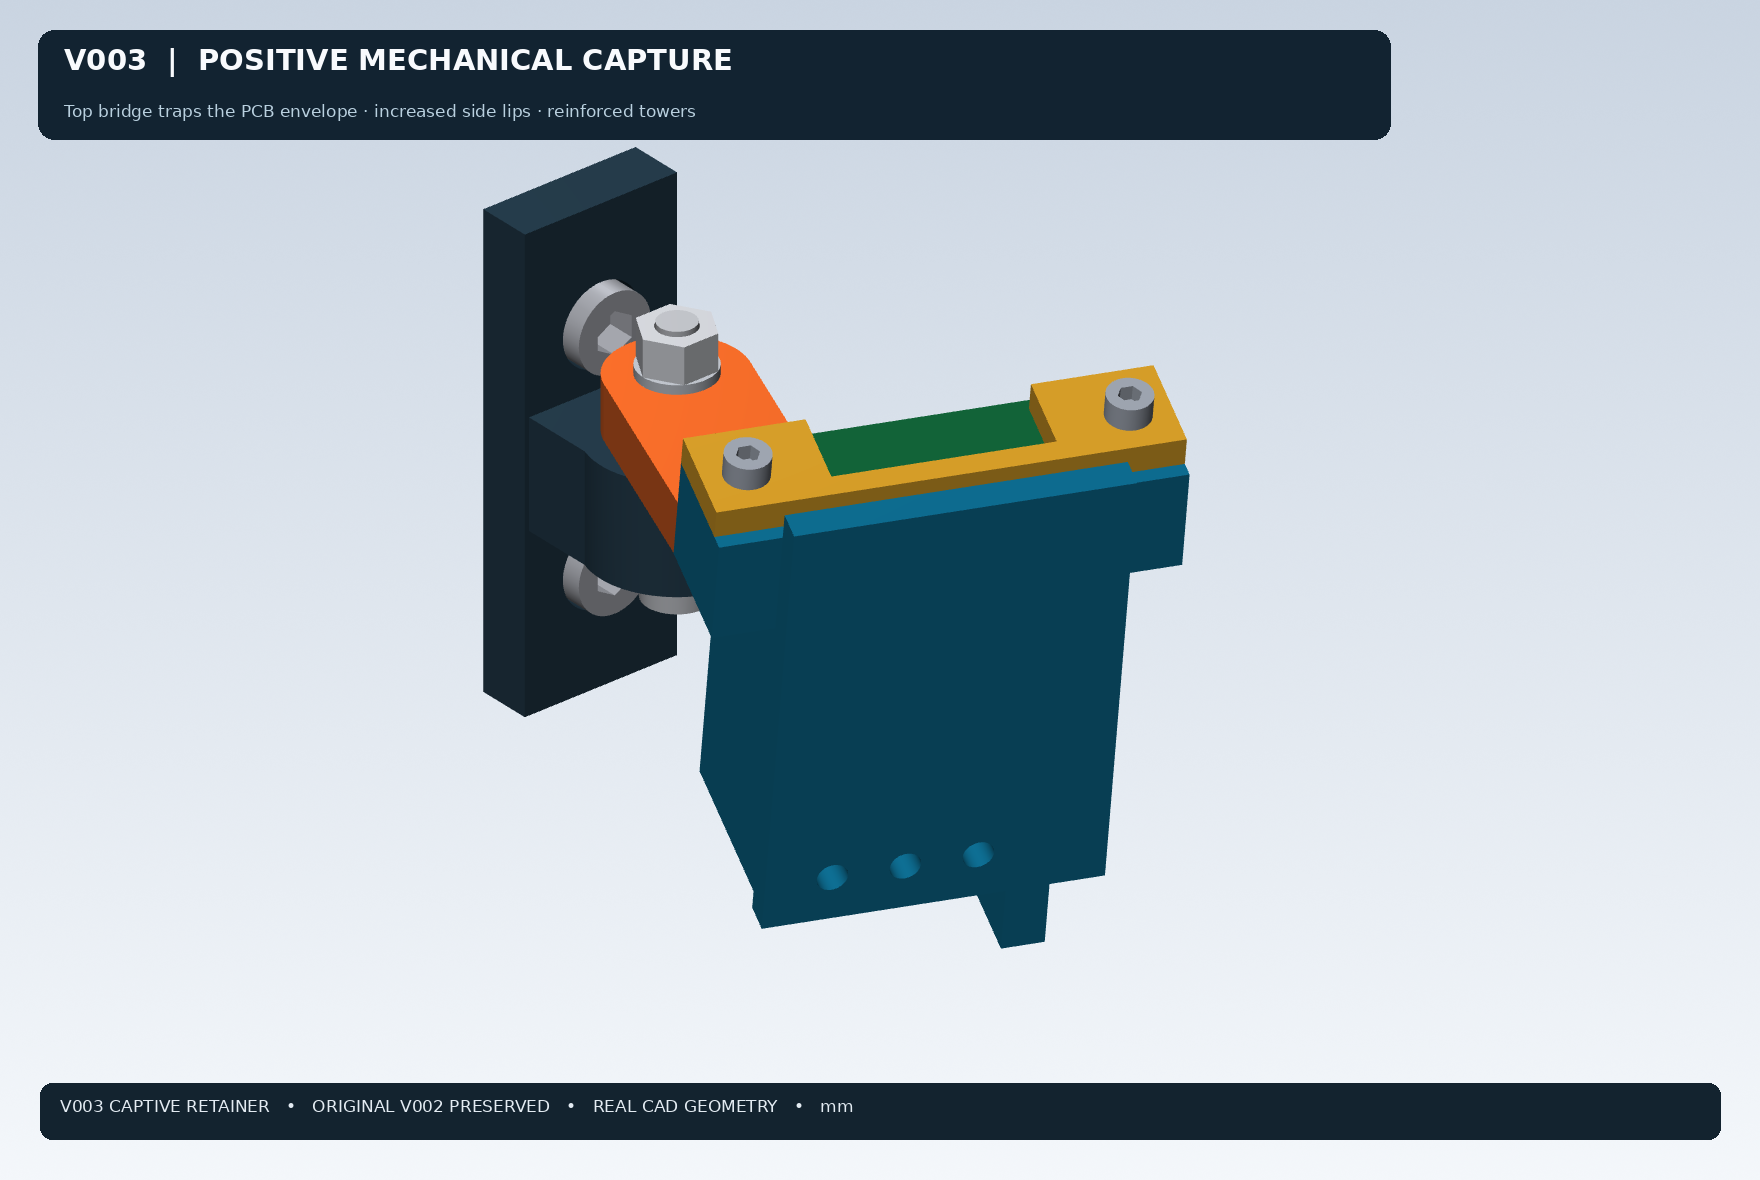 V003 | POSITIVE MECHANICAL CAPTURE
Top bridge traps the PCB envelope · increased side lips · reinforced towers
V003 CAPTIVE RETAINER • ORIGINAL V002 PRESERVED • REAL CAD GEOMETRY • mm